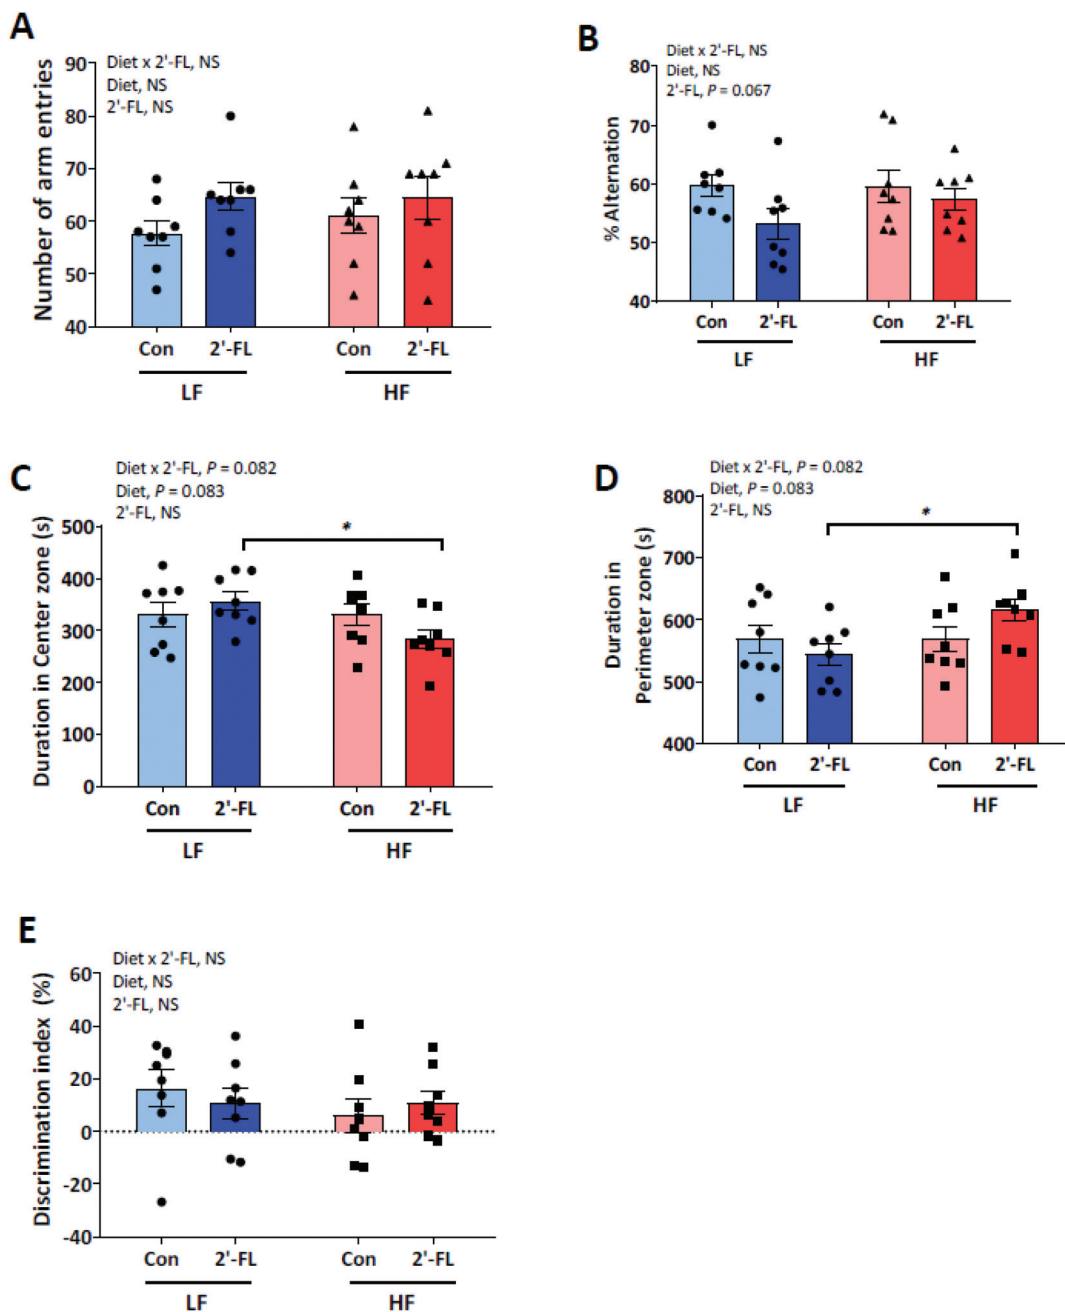 A
Diet x 2'-FL, NS
Diet, NS
2'-FL, NS
Number of arm entries
90
80
70
60
50
40
Con 2'-FL Con 2'-FL
LF HF
B
Diet x 2'-FL, NS
Diet, NS
2'-FL, P = 0.067
% Alternation
80
70
60
50
40
Con 2'-FL Con 2'-FL
LF HF
C
Diet x 2'-FL, P = 0.082
Diet, P = 0.083
2'-FL, NS
Duration in Center zone (s)
500
400
300
200
100
0
*
Con 2'-FL Con 2'-FL
LF HF
D
Diet x 2'-FL, P = 0.082
Diet, P = 0.083
2'-FL, NS
Duration in
Perimeter zone (s)
800
700
600
500
400
*
Con 2'-FL Con 2'-FL
LF HF
E
Diet x 2'-FL, NS
Diet, NS
2'-FL, NS
Discrimination index (%)
60
40
20
0
-20
-40
Con 2'-FL Con 2'-FL
LF HF